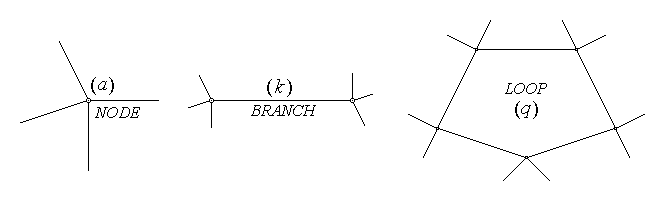 (a)
NODE
(k)
BRANCH
LOOP
(q)